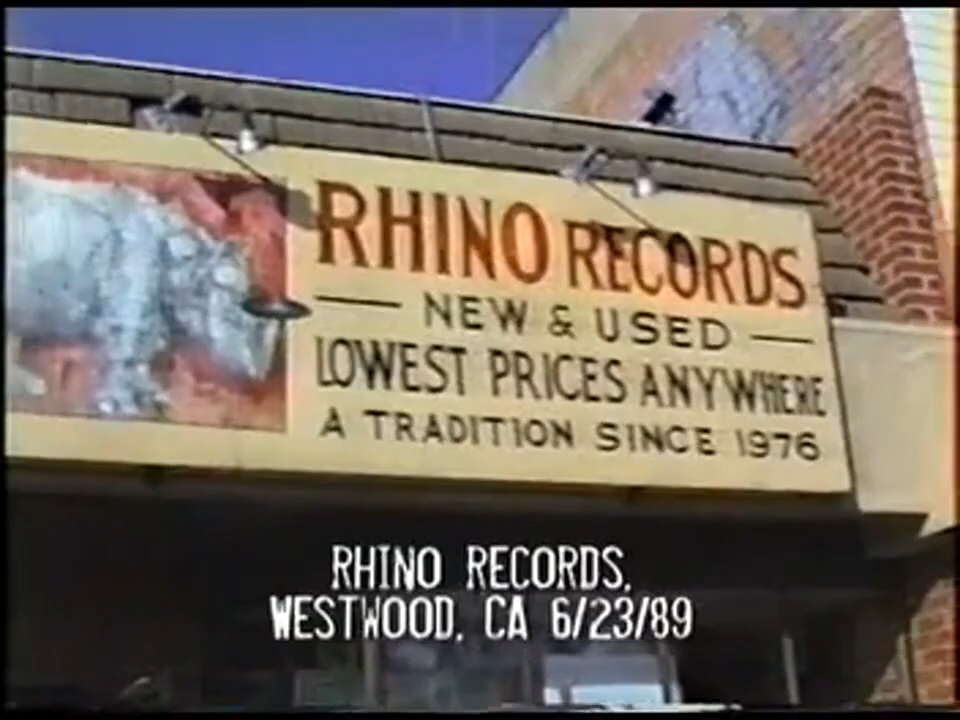 RHINO RECORDS
NEW & USED
LOWEST PRICES ANYWHERE
A TRADITION SINCE 1976
RHINO RECORDS,
WESTWOOD, CA 6/23/89